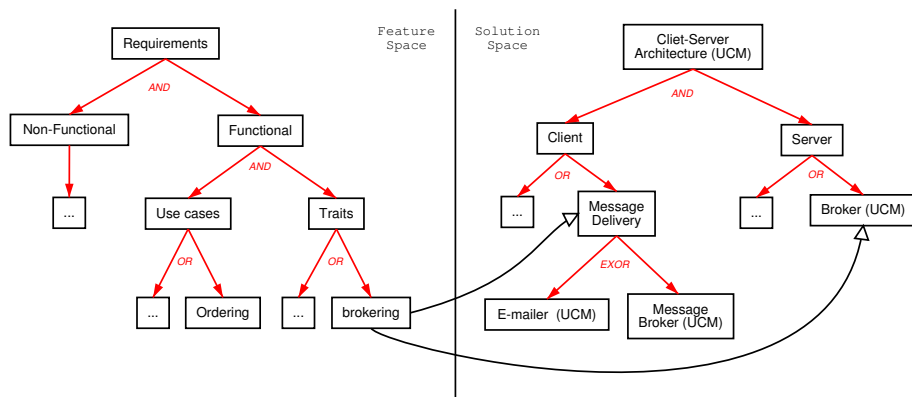 Requirements
Feature
Space
Solution
Space
Cliet-Server
Architecture (UCM)
AND
AND
Non-Functional
Functional
Client
Server
AND
OR
OR
...
Use cases
Traits
...
Message
Delivery
...
Broker (UCM)
OR
OR
EXOR
...
Ordering
...
brokering
E-mailer (UCM)
Message
Broker (UCM)